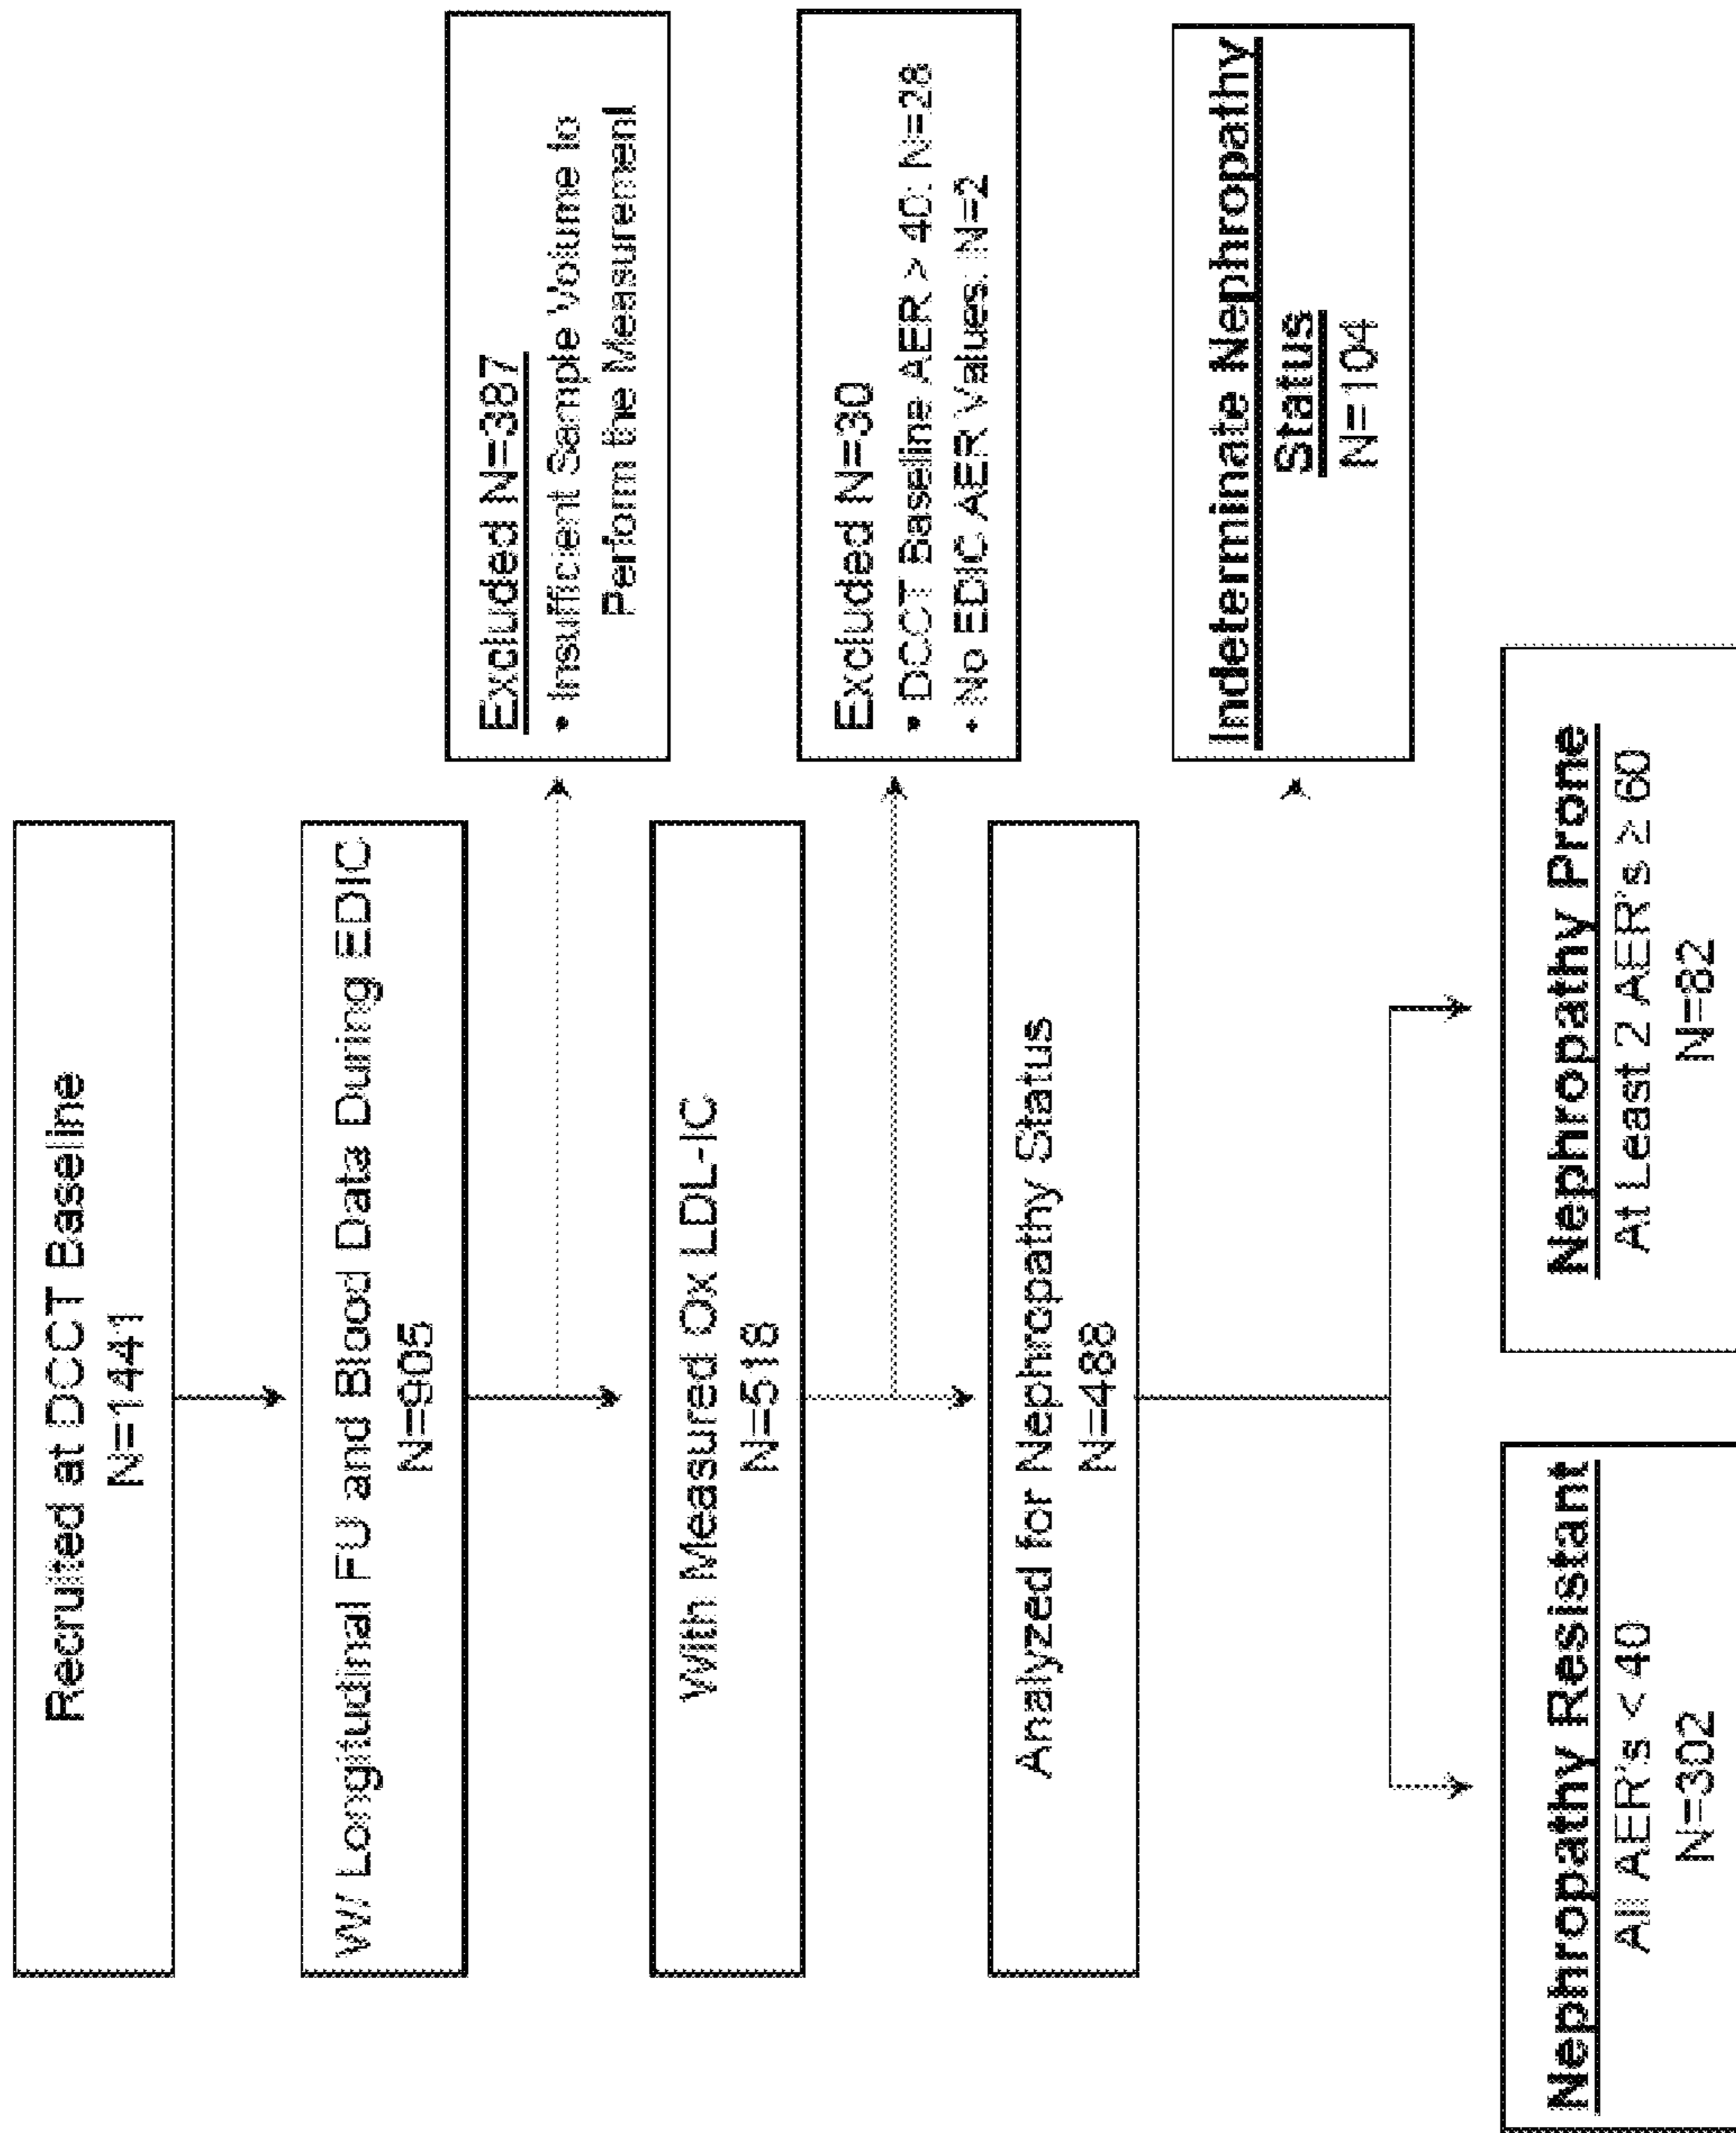 Recruited at DCCT Baseline
N=1441
W/ Longitudinal FU and Blood Data During EDIC
N=905
Excluded N=387
• Insufficient Sample Volume to
Perform the Measurement
With Measured Ox LDL-IC
N=518
Excluded N=30
• DCCT Baseline AER > 40: N=28
• No EDIC AER Values: N=2
Analyzed for Nephropathy Status
N=488
Indeterminate Nephropathy
Status
N=104
Nephropathy Resistant
All AER's < 40
N=302
Nephropathy Prone
At Least 2 AER's ≥ 60
N=82